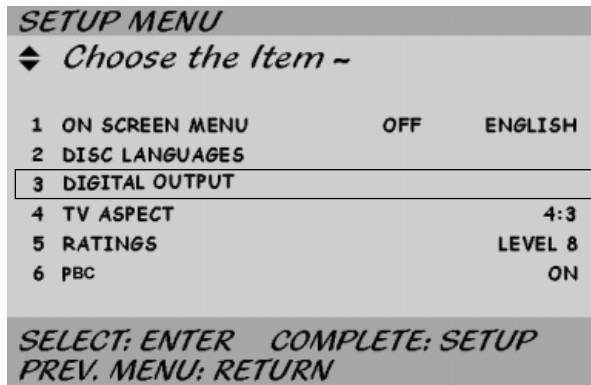 SETUP MENU
Choose the Item ~
1 ON SCREEN MENU OFF ENGLISH
2 DISC LANGUAGES
3 DIGITAL OUTPUT
4 TV ASPECT 4:3
5 RATINGS LEVEL 8
6 PBC ON
SELECT: ENTER COMPLETE: SETUP
PREV. MENU: RETURN